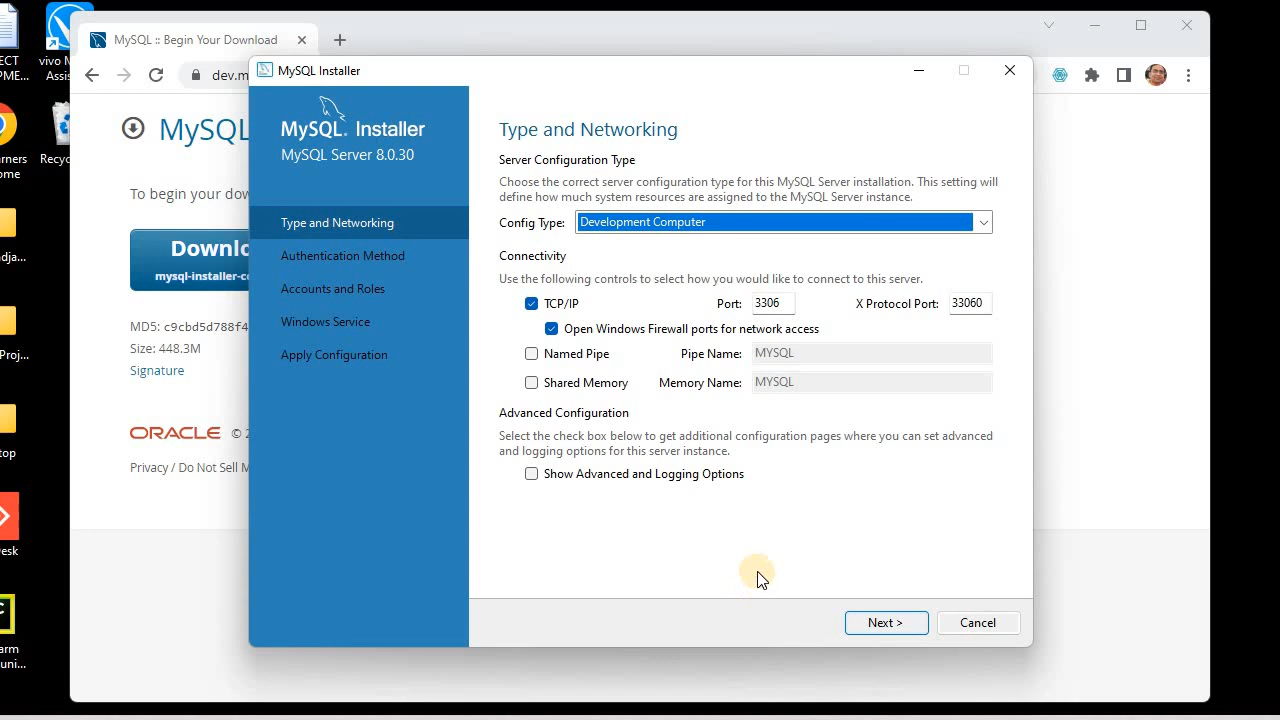 MySQL :: Begin Your Download
ECT
PME...
vivo M
Assis
dev.m
MySQL Installer
MySQL. Installer
MySQL Server 8.0.30
Type and Networking
Authentication Method
Accounts and Roles
Windows Service
Apply Configuration
Type and Networking
Server Configuration Type
Choose the correct server configuration type for this MySQL Server installation. This setting will
define how much system resources are assigned to the MySQL Server instance.
Config Type: Development Computer
Connectivity
Use the following controls to select how you would like to connect to this server.
TCP/IP Port: 3306 X Protocol Port: 33060
Open Windows Firewall ports for network access
Named Pipe Pipe Name: MYSQL
Shared Memory Memory Name: MYSQL
Advanced Configuration
Select the check box below to get additional configuration pages where you can set advanced
and logging options for this server instance.
Show Advanced and Logging Options
Next > Cancel
MySQL
To begin your dow
Downlo
mysql-installer-co
MD5: c9cbd5d788f4
Size: 448.3M
Signature
ORACLE © 2
Privacy / Do Not Sell M
arners
ome
Recyc
adja...
Proj...
top
esk
C
arm
uni...